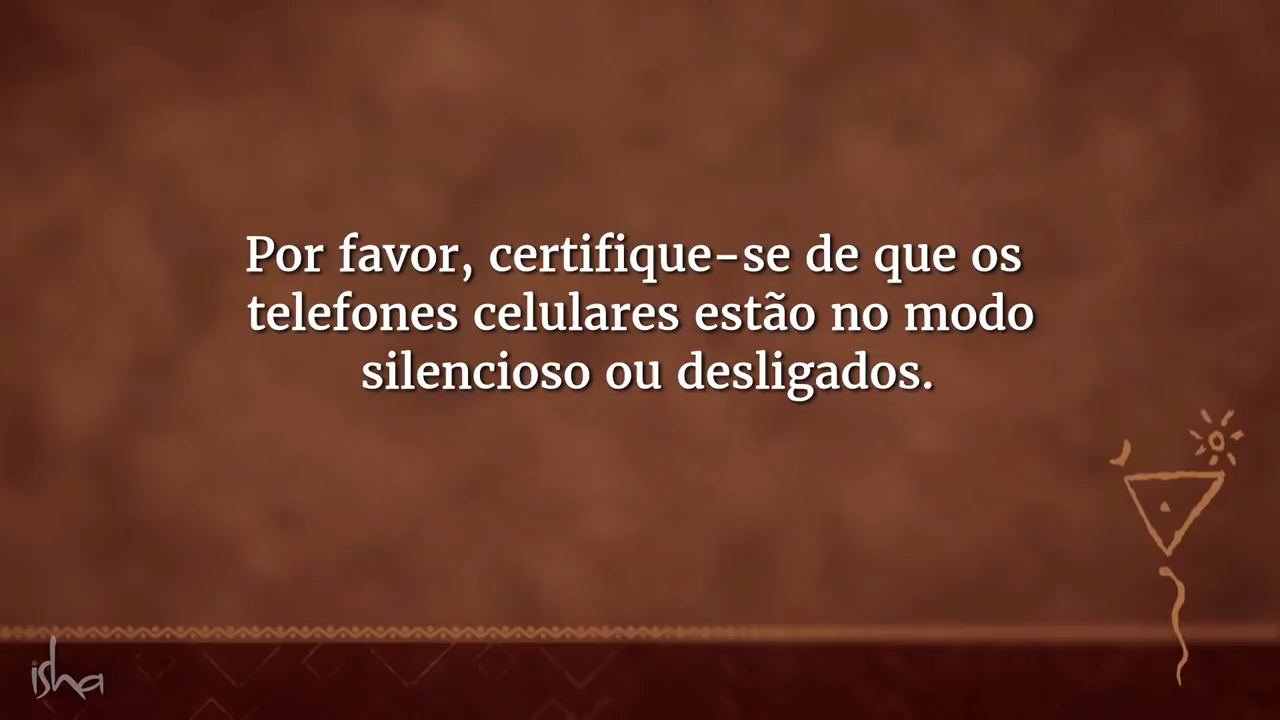 Por favor, certifique-se de que os
telefones celulares estão no modo
silencioso ou desligados.
isha